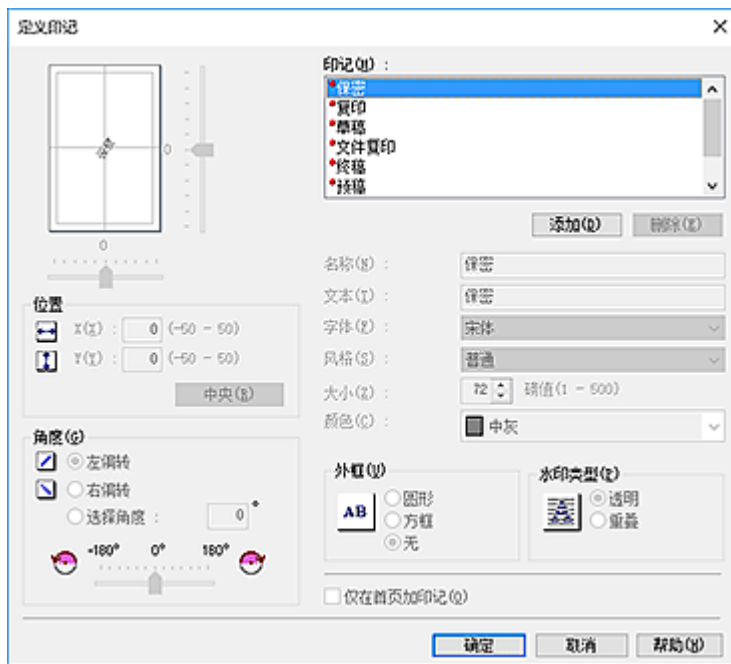 定义印记
印记(U) :
保密
复印
草稿
文件复印
终稿
预稿
添加(D)
删除(E)
0
0
名称(N) :
保密
文本(T) :
保密
字体(F) :
宋体
风格(S) :
普通
大小(Z) :
72
磅值(1 - 500)
颜色(C) :
中灰
位置
X(X) :
0
(-50 - 50)
Y(Y) :
0
(-50 - 50)
中央(B)
角度(G)
左偏转
右偏转
选择角度 :
0
°
-180°
0°
180°
外框(V)
AB
圆形
方框
无
水印类型(P)
透明
重叠
仅在首页加印记(O)
确定
取消
帮助(H)